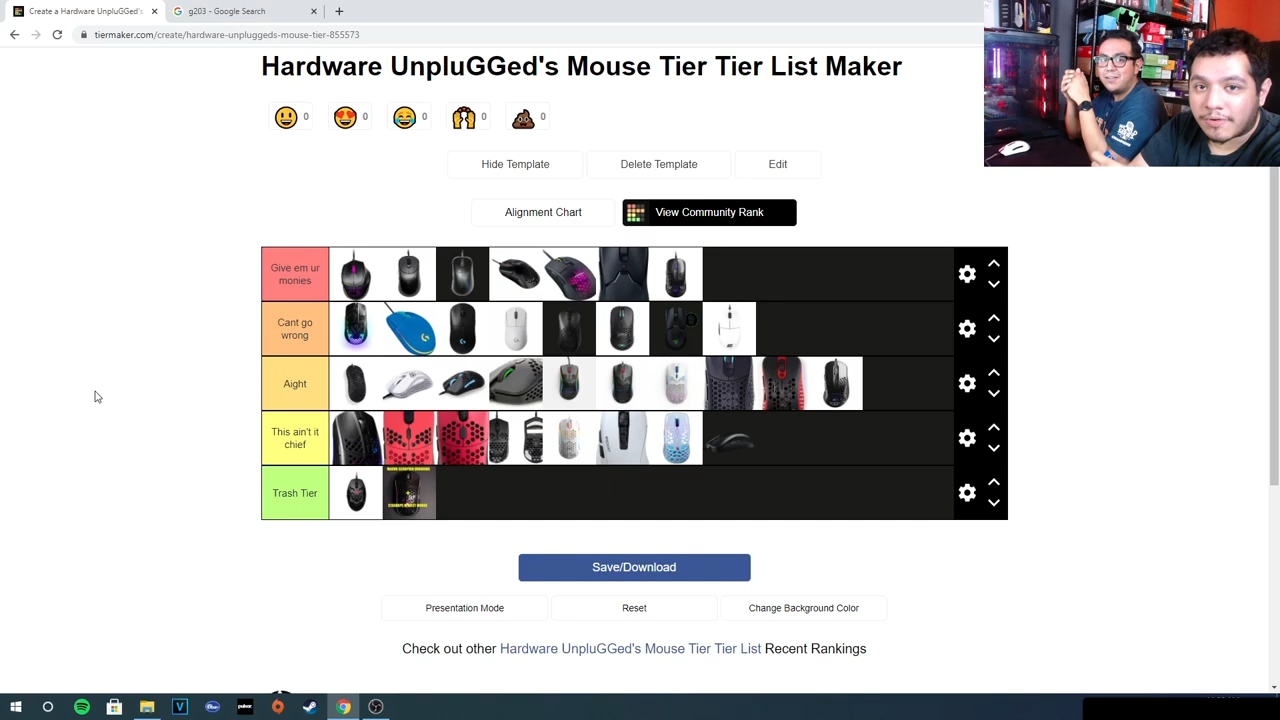 Create a Hardware UnpluGGed's
g203 - Google Search
tiermaker.com/create/hardware-unpluggeds-mouse-tier-855573
Hardware UnpluGGed's Mouse Tier Tier List Maker
0 0 0 0 0
Hide Template Delete Template Edit
Alignment Chart View Community Rank
Give em ur
monies
Cant go
wrong
Aight
This ain't it
chief
Trash Tier
Save/Download
Presentation Mode Reset Change Background Color
Check out other Hardware UnpluGGed's Mouse Tier Tier List Recent Rankings
pulsar